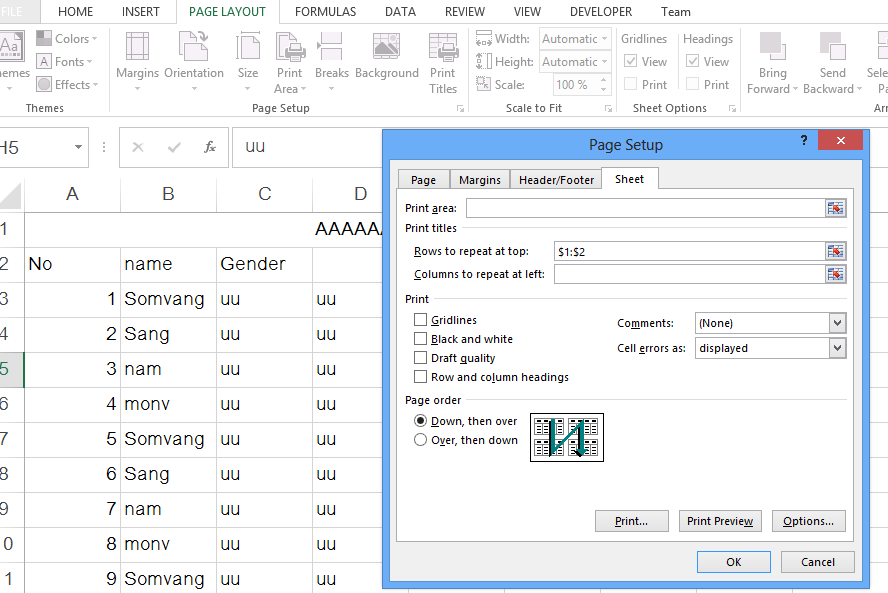 FILE HOME INSERT PAGE LAYOUT FORMULAS DATA REVIEW VIEW DEVELOPER Team
Aa Colors Width: Automatic Gridlines Headings
Fonts Height: Automatic View View
Effects Scale: 100 % Print Print
emes Margins Orientation Size Print Area Breaks Background Print Titles Bring Forward Send Backward Selec Pa
Themes Page Setup Scale to Fit Sheet Options Arr
H5 fx uu
A B C D
1 AAAAAA
2 No name Gender
3 1 Somvang uu uu
4 2 Sang uu uu
5 3 nam uu uu
6 4 monv uu uu
7 5 Somvang uu uu
8 6 Sang uu uu
9 7 nam uu uu
0 8 monv uu uu
1 9 Somvang uu uu
Page Setup ?
Page Margins Header/Footer Sheet
Print area:
Print titles
Rows to repeat at top: $1:$2
Columns to repeat at left:
Print
Gridlines
Black and white
Draft quality
Row and column headings
Comments: (None)
Cell errors as: displayed
Page order
Down, then over
Over, then down
Print... Print Preview Options...
OK Cancel